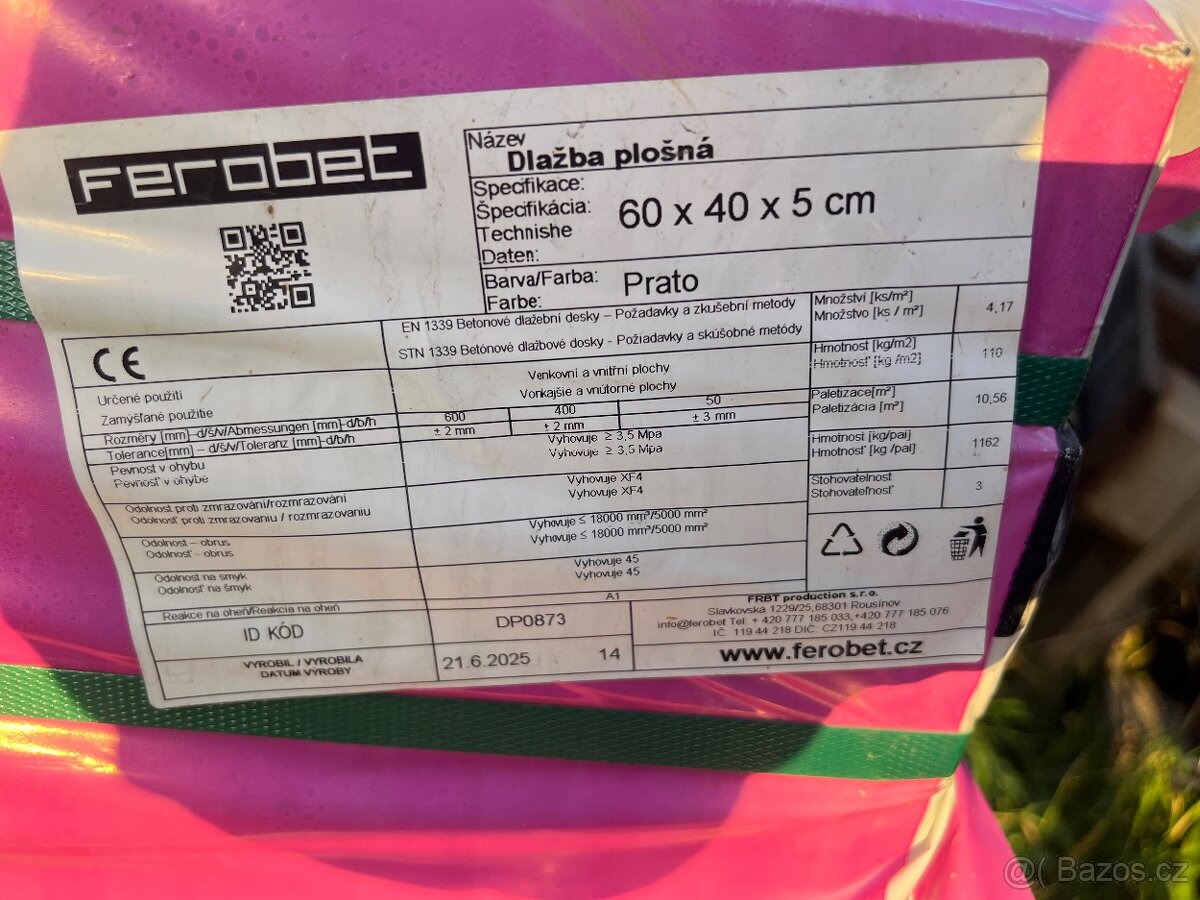 Ferobet
Název
Dlažba plošná
Specifikace:
Špecifikácia:
Technishe
Daten:
60 x 40 x 5 cm
Barva/Farba:
Farbe:
Prato
CE
EN 1339 Betonové dlažební desky – Požadavky a zkušební metody
STN 1339 Betónové dlažbové dosky - Požiadavky a skúšobné metódy
Určené použití
Zamýšľané použitie
Venkovní a vnitřní plochy
Vonkajšie a vnútorné plochy
Rozměry [mm]–d/š/v/Abmessungen [mm]-d/b/h
600
400
50
Tolerance[mm] – d/š/v/Toleranz [mm]-d/b/h
± 2 mm
± 2 mm
± 3 mm
Pevnost v ohybu
Pevnosť v ohybe
Vyhovuje ≥ 3,5 Mpa
Vyhovuje ≥ 3,5 Mpa
Odolnost proti zmrazování/rozmrazování
Odolnosť proti zmrazovaniu / rozmrazovaniu
Vyhovuje XF4
Vyhovuje XF4
Odolnost – obrus
Odolnosť - obrus
Vyhovuje ≤ 18000 mm³/5000 mm²
Vyhovuje ≤ 18000 mm³/5000 mm²
Odolnost na smyk
Odolnosť na šmyk
Vyhovuje 45
Vyhovuje 45
Reakce na oheň/Reakcia na oheň
A1
ID KÓD
DP0873
VYROBIL / VYROBILA
DATUM VÝROBY
21.6.2025
14
Množství [ks/m²]
Množstvo [ks / m²]
4,17
Hmotnost [kg/m2]
Hmotnosť [kg /m2]
110
Paletizace[m²]
Paletizácia [m²]
10,56
Hmotnost [kg/pal]
Hmotnosť [kg /pal]
1162
Stohovatelnost
Stohovateľnosť
3
FRBT production s.r.o.
Slavkovská 1229/25,68301 Rousínov
info@ferobet Tel: + 420 777 185 033,+420 777 185 076
IČ: 119 44 218 DIČ: CZ119 44 218
www.ferobet.cz
@( Bazos.cz